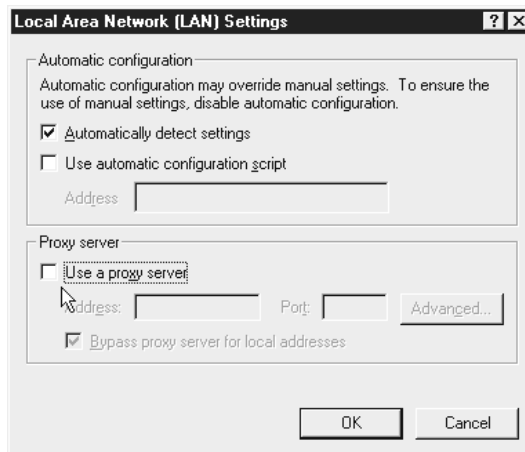 Local Area Network (LAN) Settings
Automatic configuration
Automatic configuration may override manual settings. To ensure the
use of manual settings, disable automatic configuration.
Automatically detect settings
Use automatic configuration script
Address
Proxy server
Use a proxy server
Address: Port: Advanced...
Bypass proxy server for local addresses
OK Cancel